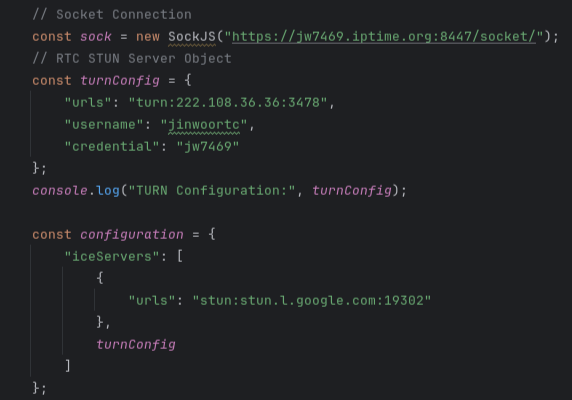 // Socket Connection
const sock = new SockJS("https://jw7469.iptime.org:8447/socket/");
// RTC STUN Server Object
const turnConfig = {
    "urls": "turn:222.108.36.36:3478",
    "username": "jinwoortc",
    "credential": "jw7469"
};
console.log("TURN Configuration:", turnConfig);

const configuration = {
    "iceServers": [
        {
            "urls": "stun:stun.l.google.com:19302"
        },
        turnConfig
    ]
};